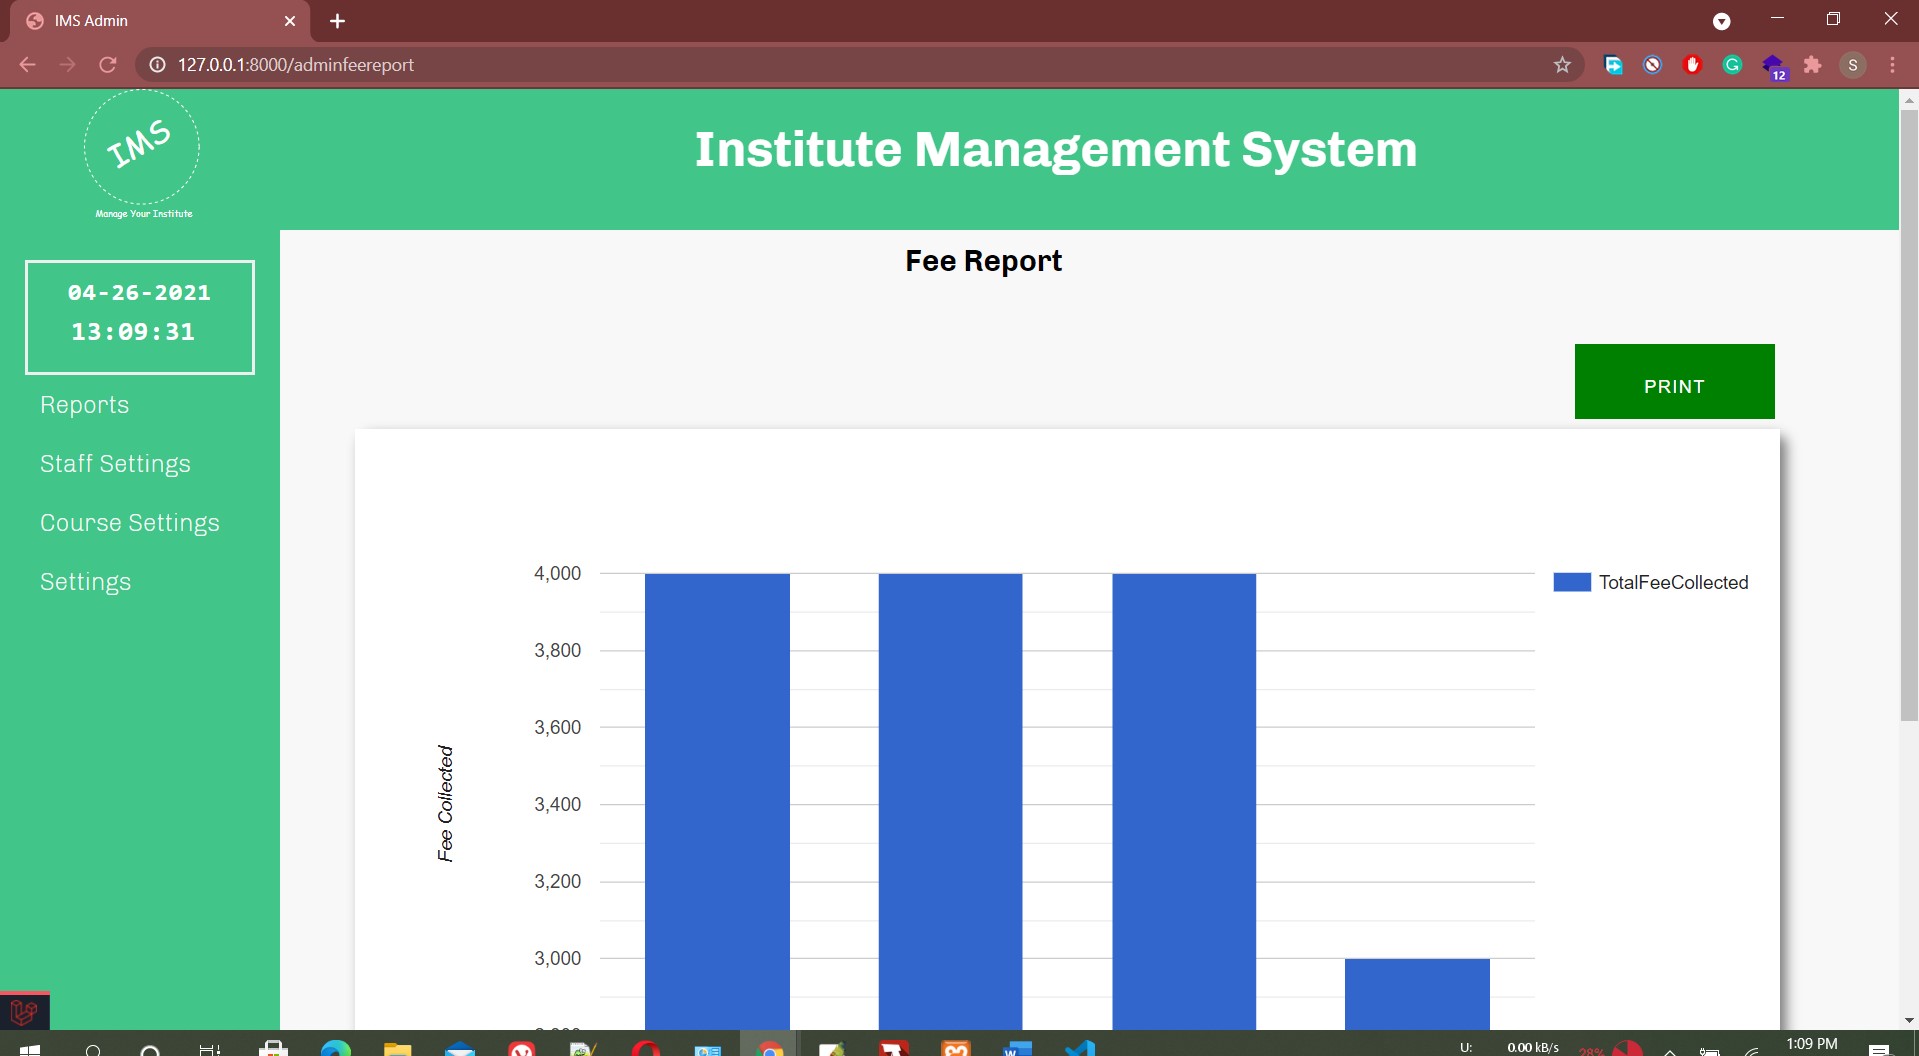 IMS Admin
127.0.0.1:8000/adminfeereport
S
12
IMS
Manage Your Institute
Institute Management System
04-26-2021
13:09:31
Reports
Staff Settings
Course Settings
Settings
Fee Report
PRINT
4,000
3,800
3,600
3,400
3,200
3,000
Fee Collected
TotalFeeCollected
U:
0.00 kB/s
28%
1:09 PM